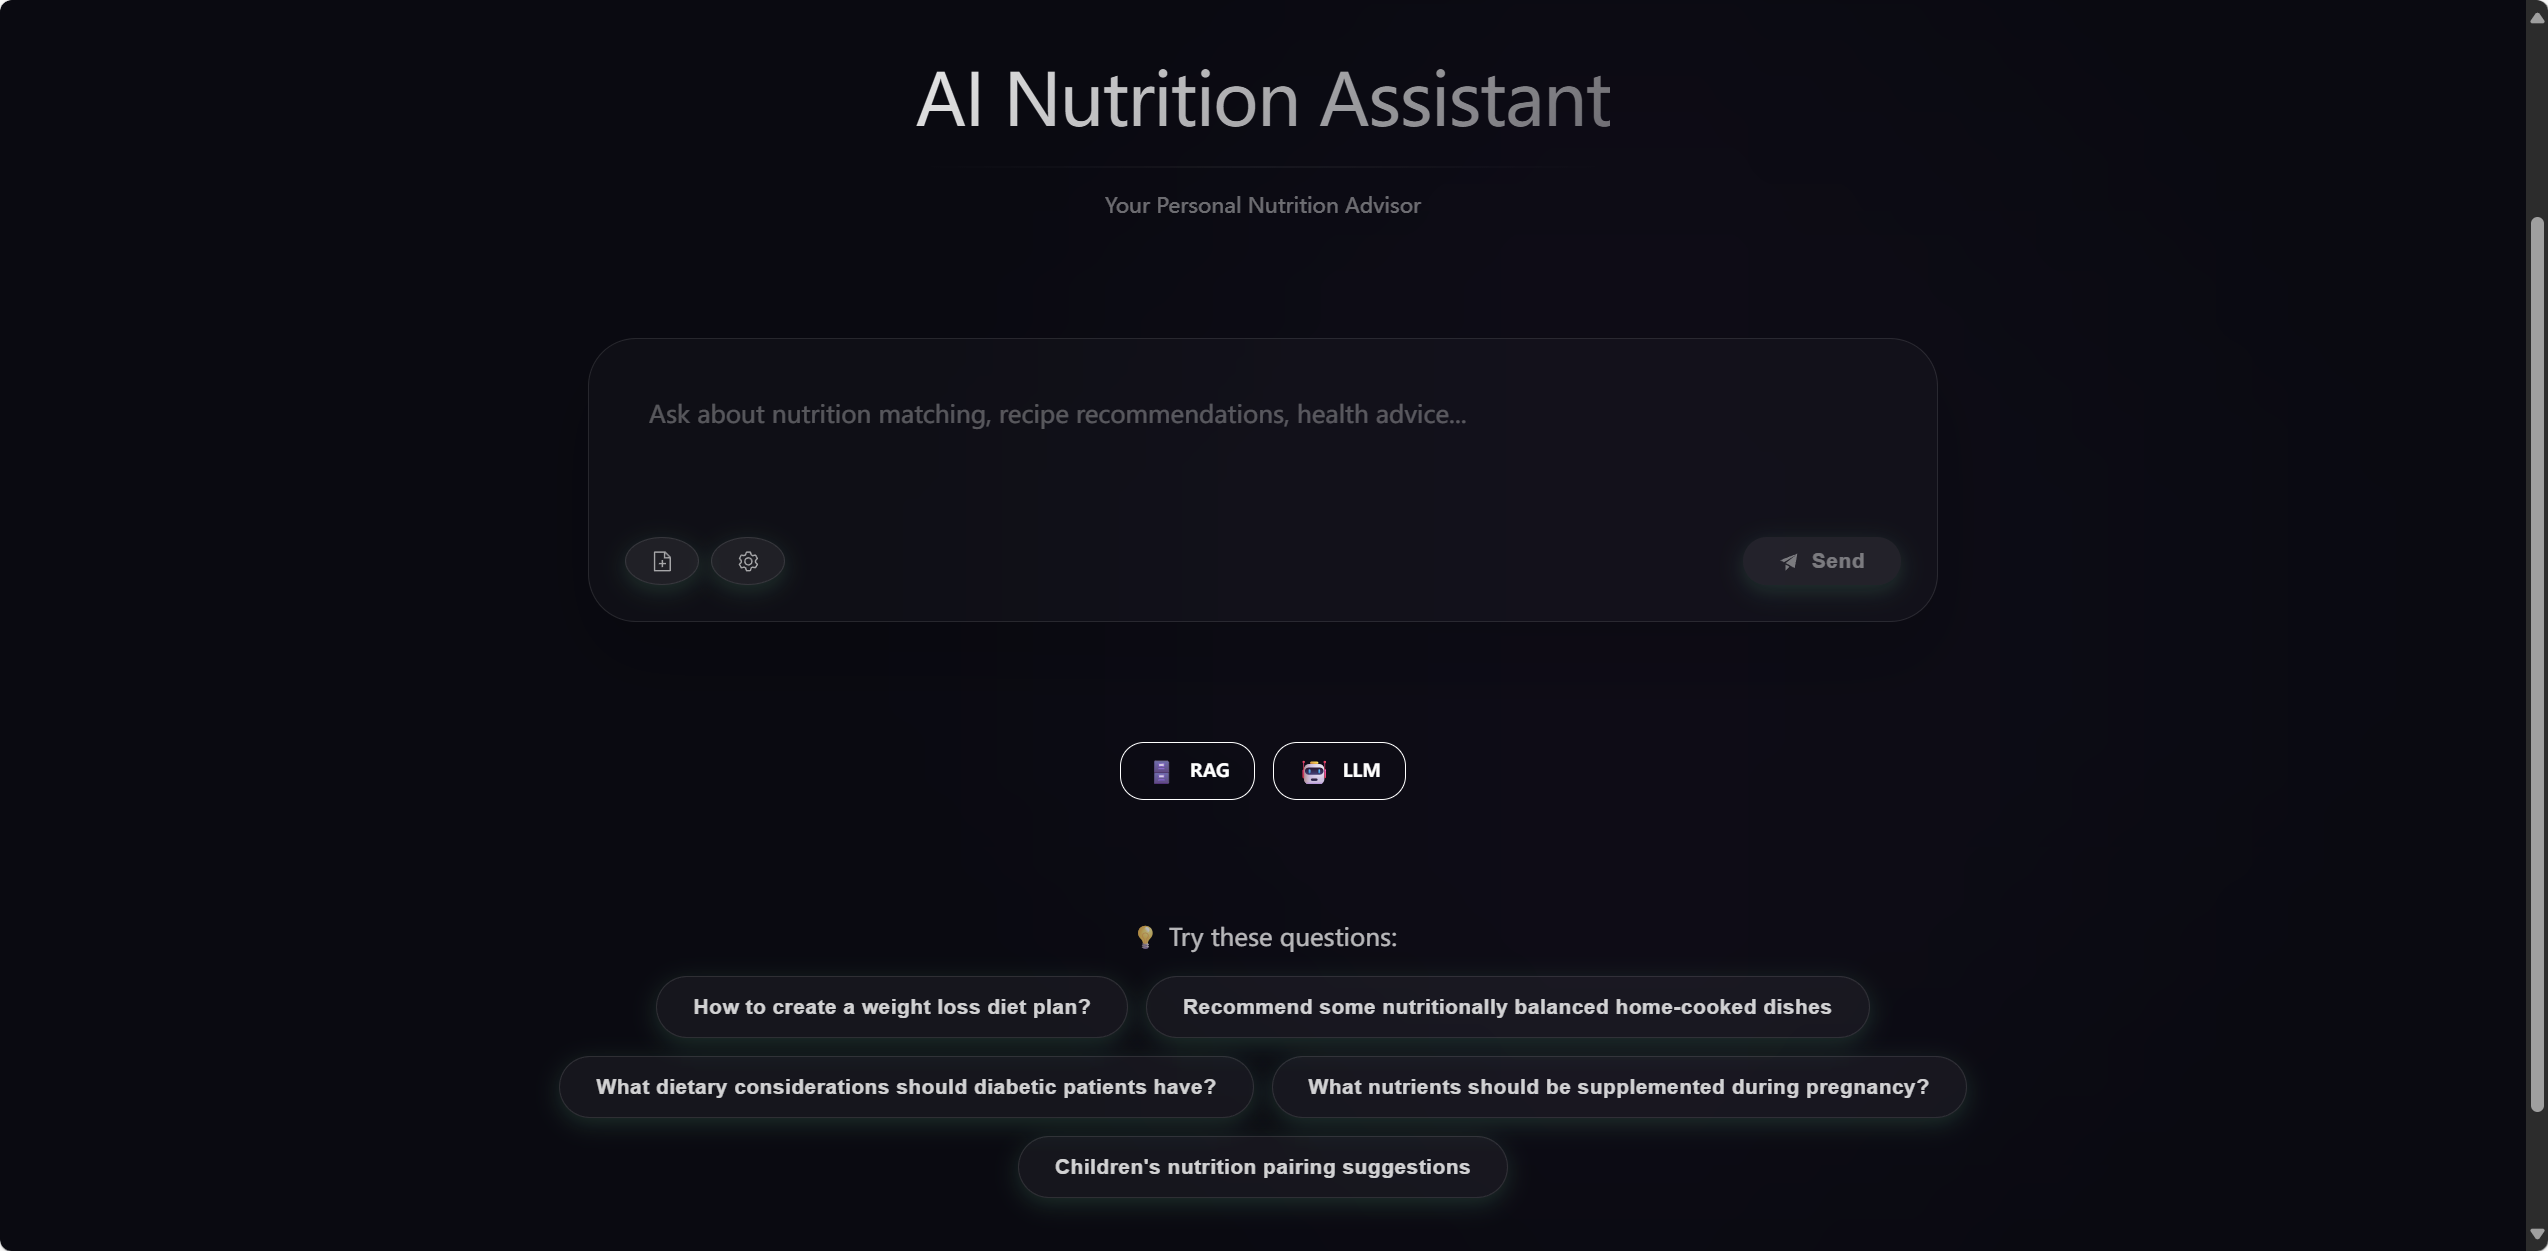 AI Nutrition Assistant
Your Personal Nutrition Advisor
Ask about nutrition matching, recipe recommendations, health advice...
Send
RAG
LLM
Try these questions:
How to create a weight loss diet plan?
Recommend some nutritionally balanced home-cooked dishes
What dietary considerations should diabetic patients have?
What nutrients should be supplemented during pregnancy?
Children's nutrition pairing suggestions